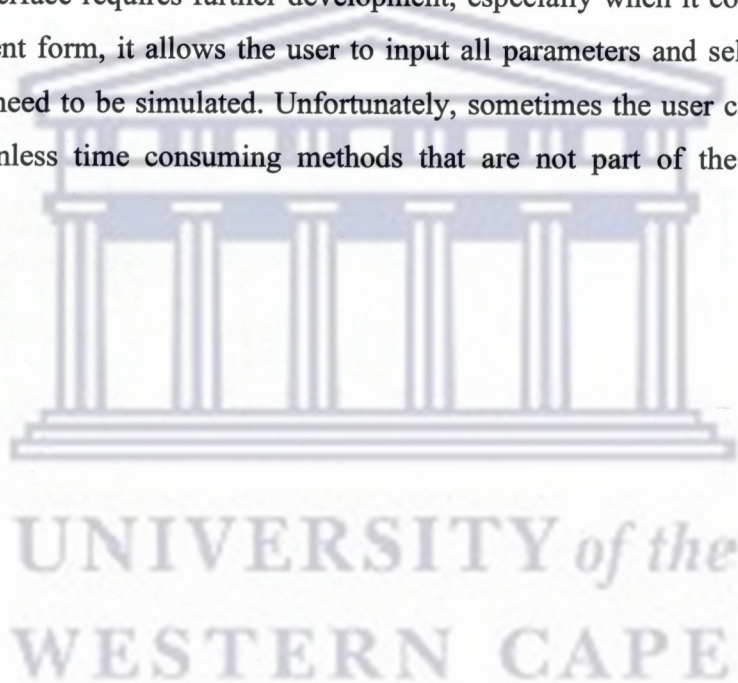 rface requires further development, especially when it co
nt form, it allows the user to input all parameters and sel
need to be simulated. Unfortunately, sometimes the user c
nless time consuming methods that are not part of the
UNIVERSITY of the
WESTERN CAPE